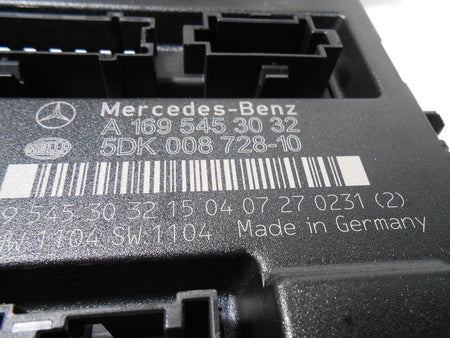 Mercedes-Benz
A 169 545 30 32
HELLA 5DK 008 728-10
9 545 30 32 15 04 07 27 0231 (2)
W:1104 SW:1104 Made in Germany